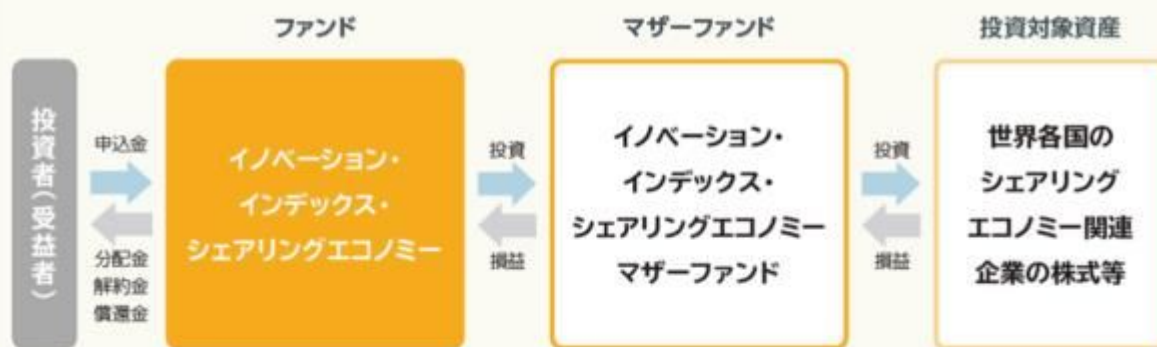 ファンド
マザーファンド
投資対象資産
投資者(受益者)
申込金
分配金
解約金
償還金
イノベーション・
インデックス・
シェアリングエコノミー
投資
損益
イノベーション・
インデックス・
シェアリングエコノミー
マザーファンド
投資
損益
世界各国の
シェアリング
エコノミー関連
企業の株式等